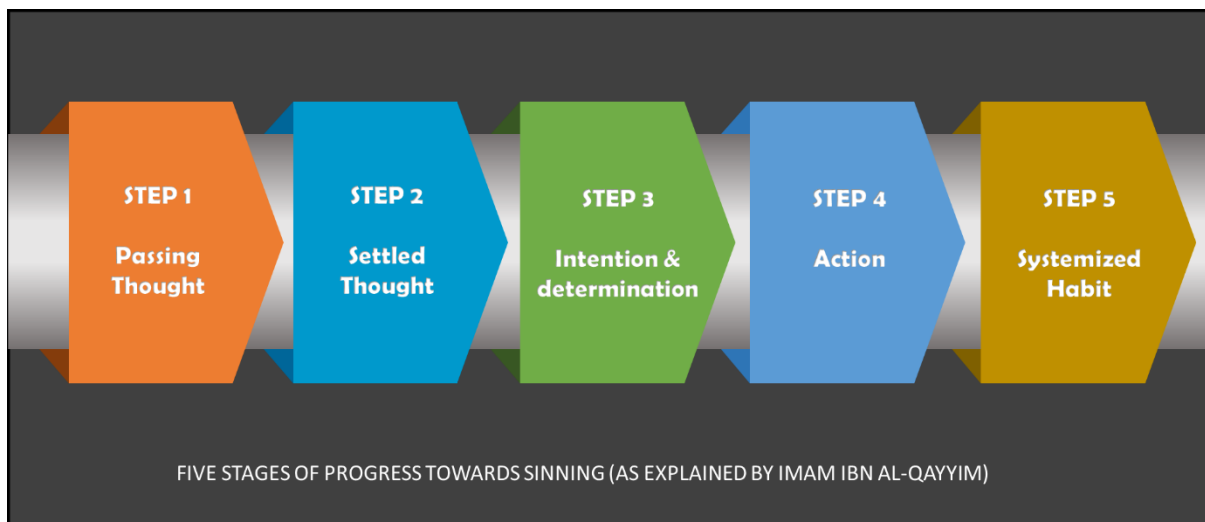 STEP 1
Passing
Thought
STEP 2
Settled
Thought
STEP 3
Intention &
determination
STEP 4
Action
STEP 5
Systemized
Habit
FIVE STAGES OF PROGRESS TOWARDS SINNING (AS EXPLAINED BY IMAM IBN AL-QAYYIM)